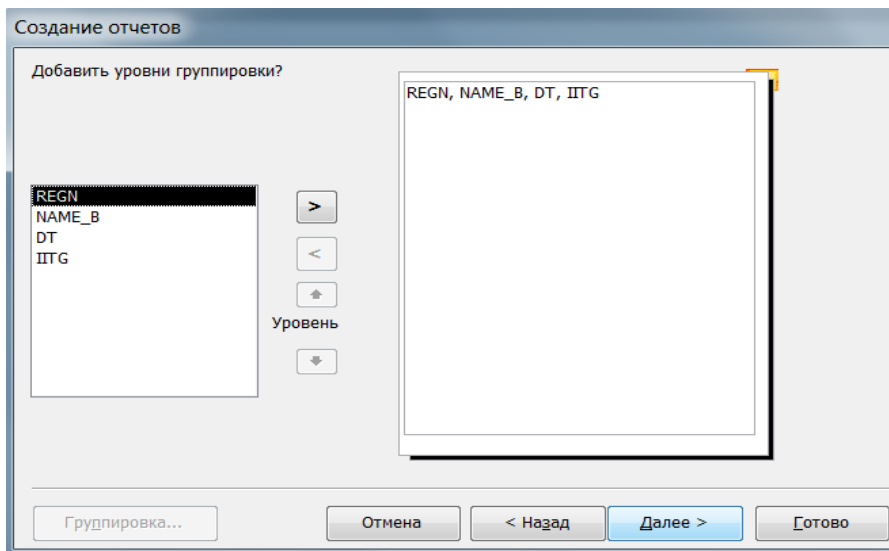 Создание отчетов
Добавить уровни группировки?
REGN, NAME_B, DT, IITG
REGN
NAME_B
DT
IITG
>
<
Уровень
Группировка...
Отмена
< Назад
Далее >
Готово